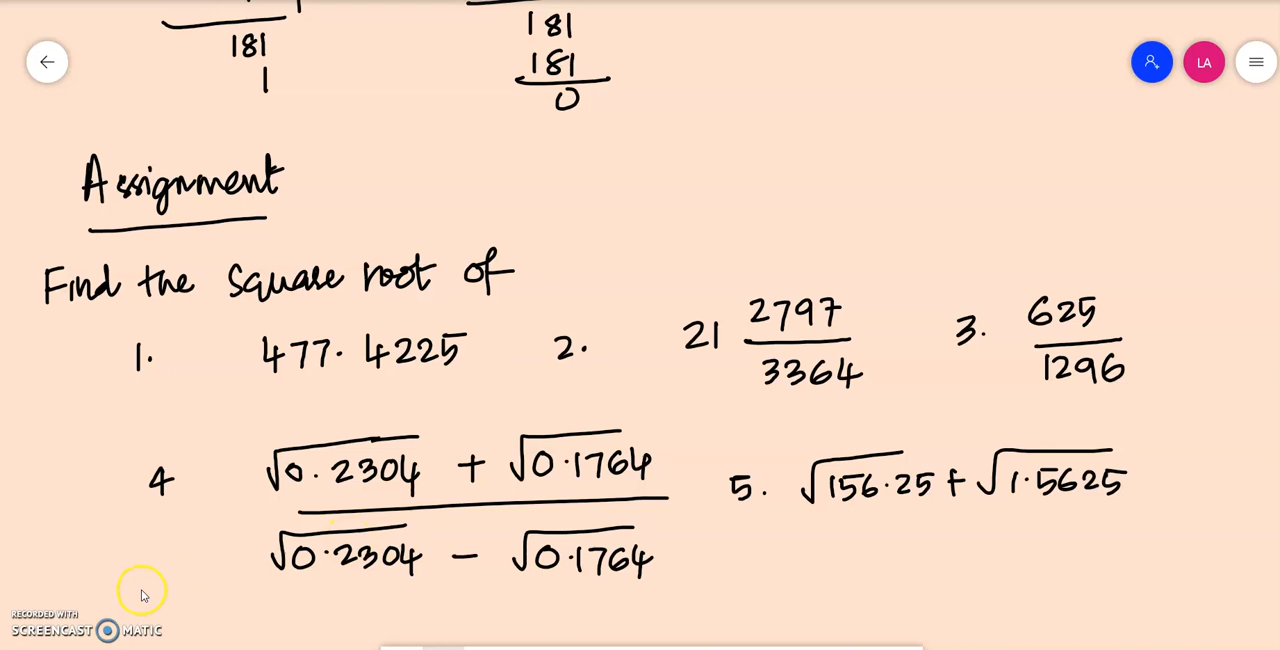 181
1
181
181
0
LA
Assignment
Find the square root of
1. 477.4225 2. 21 2797/3364 3. 625/1296
4 √0.2304 + √0.1764 5. √156.25 + √1.5625
√0.2304 - √0.1764
RECORDED WITH
SCREENCAST MATIC